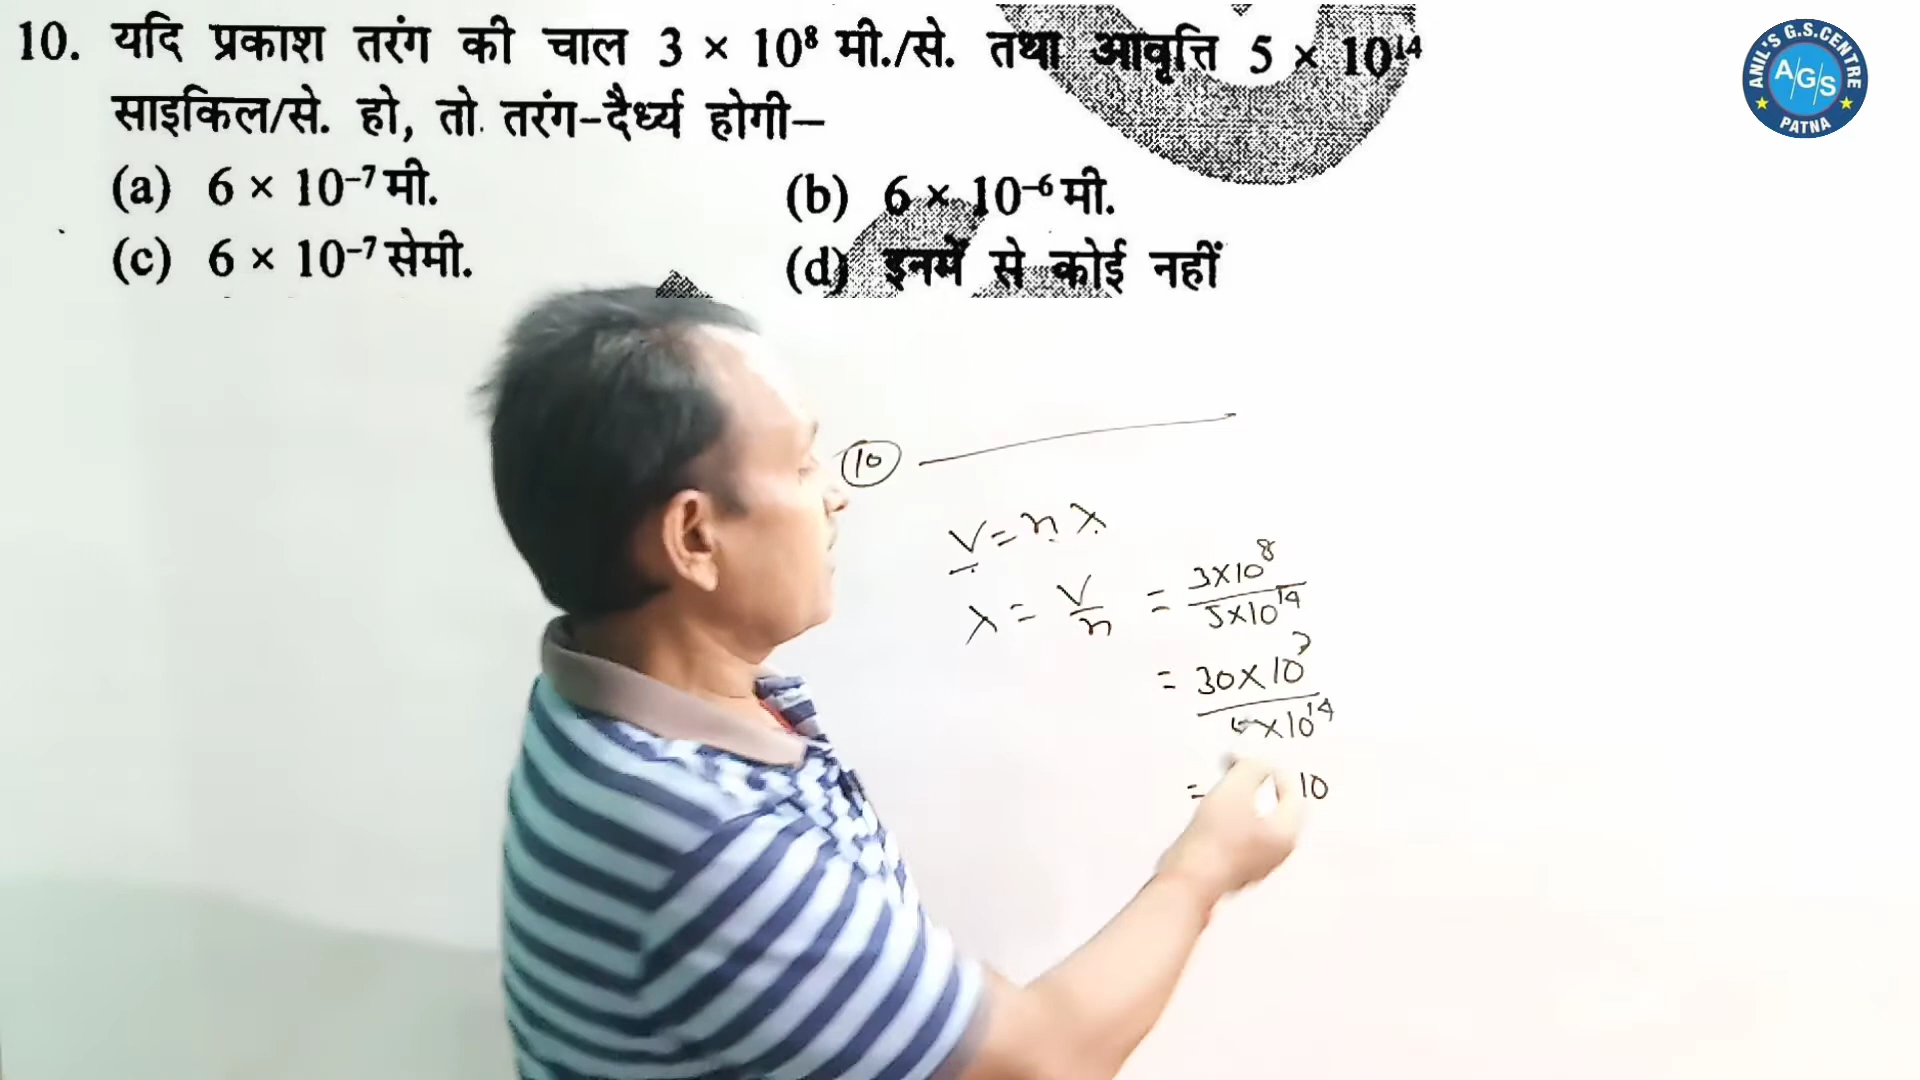 10. यदि प्रकाश तरंग की चाल 3 × 10⁸ मी./से. तथा आवृत्ति 5 × 10¹⁴
साइकिल/से. हो, तो तरंग-दैर्ध्य होगी–
(a) 6 × 10⁻⁷ मी. (b) 6 × 10⁻⁶ मी.
(c) 6 × 10⁻⁷ सेमी. (d) इनमें से कोई नहीं
ANIL'S G.S.CENTRE
A/G/S
PATNA
10
V = n λ
λ = V/n = 3×10⁸/5×10¹⁴
= 30×10⁷/5×10¹⁴
= 10